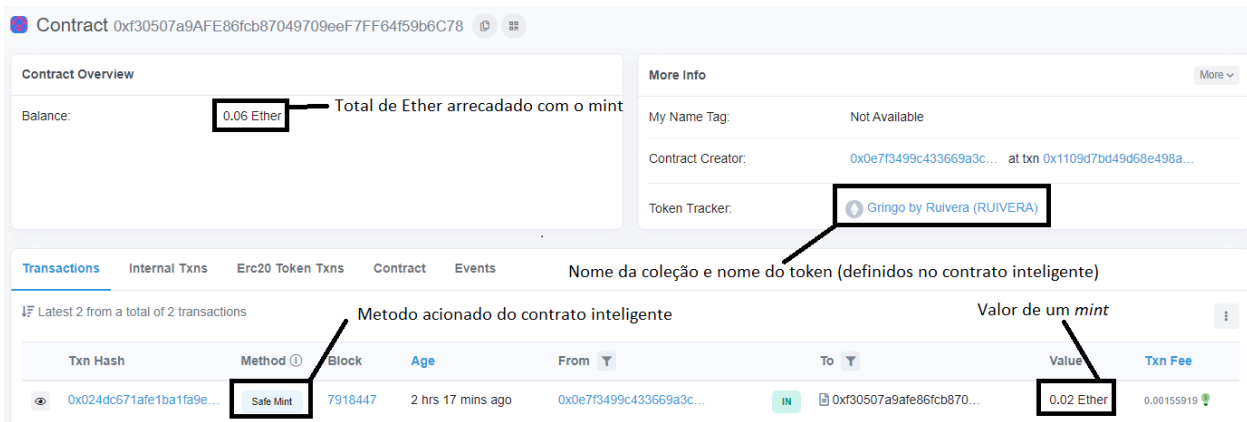 Contract 0xf30507a9AFE86fcb87049709eeF7FF64f59b6C78
Contract Overview
Balance: 0.06 Ether
Total de Ether arrecadado com o mint
More Info More
My Name Tag: Not Available
Contract Creator: 0x0e7f3499c433669a3c... at txn 0x1109d7bd49d68e498a...
Token Tracker: Gringo by Ruivera (RUIVERA)
Transactions Internal Txns Erc20 Token Txns Contract Events
Nome da coleção e nome do token (definidos no contrato inteligente)
Latest 2 from a total of 2 transactions
Metodo acionado do contrato inteligente
Valor de um mint
Txn Hash Method Block Age From To Value Txn Fee
0x024dc671afe1ba1fa9e... Safe Mint 7918447 2 hrs 17 mins ago 0x0e7f3499c433669a3c... IN 0xf30507a9afe86fcb870... 0.02 Ether 0.00155919